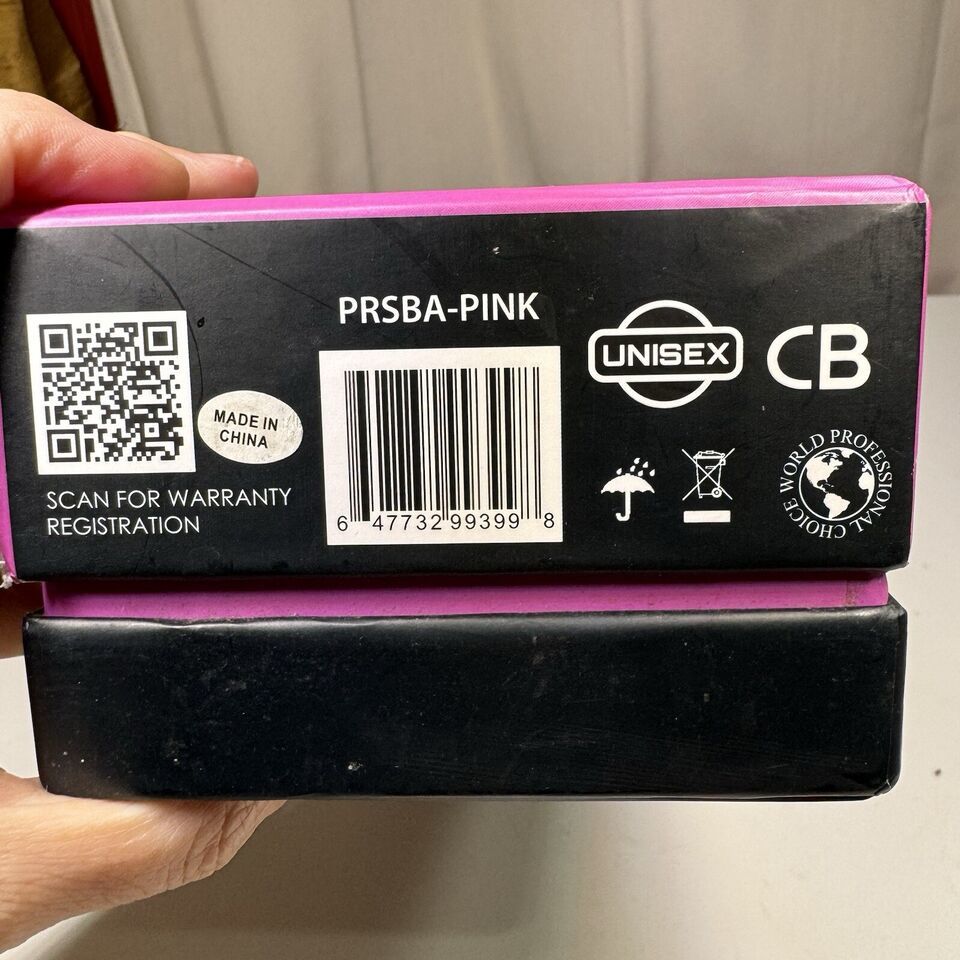 PRSBA-PINK
UNISEX
CB
MADE IN
CHINA
SCAN FOR WARRANTY
REGISTRATION
6 47732 99399 8
WORLD PROFESSIONAL CHOICE